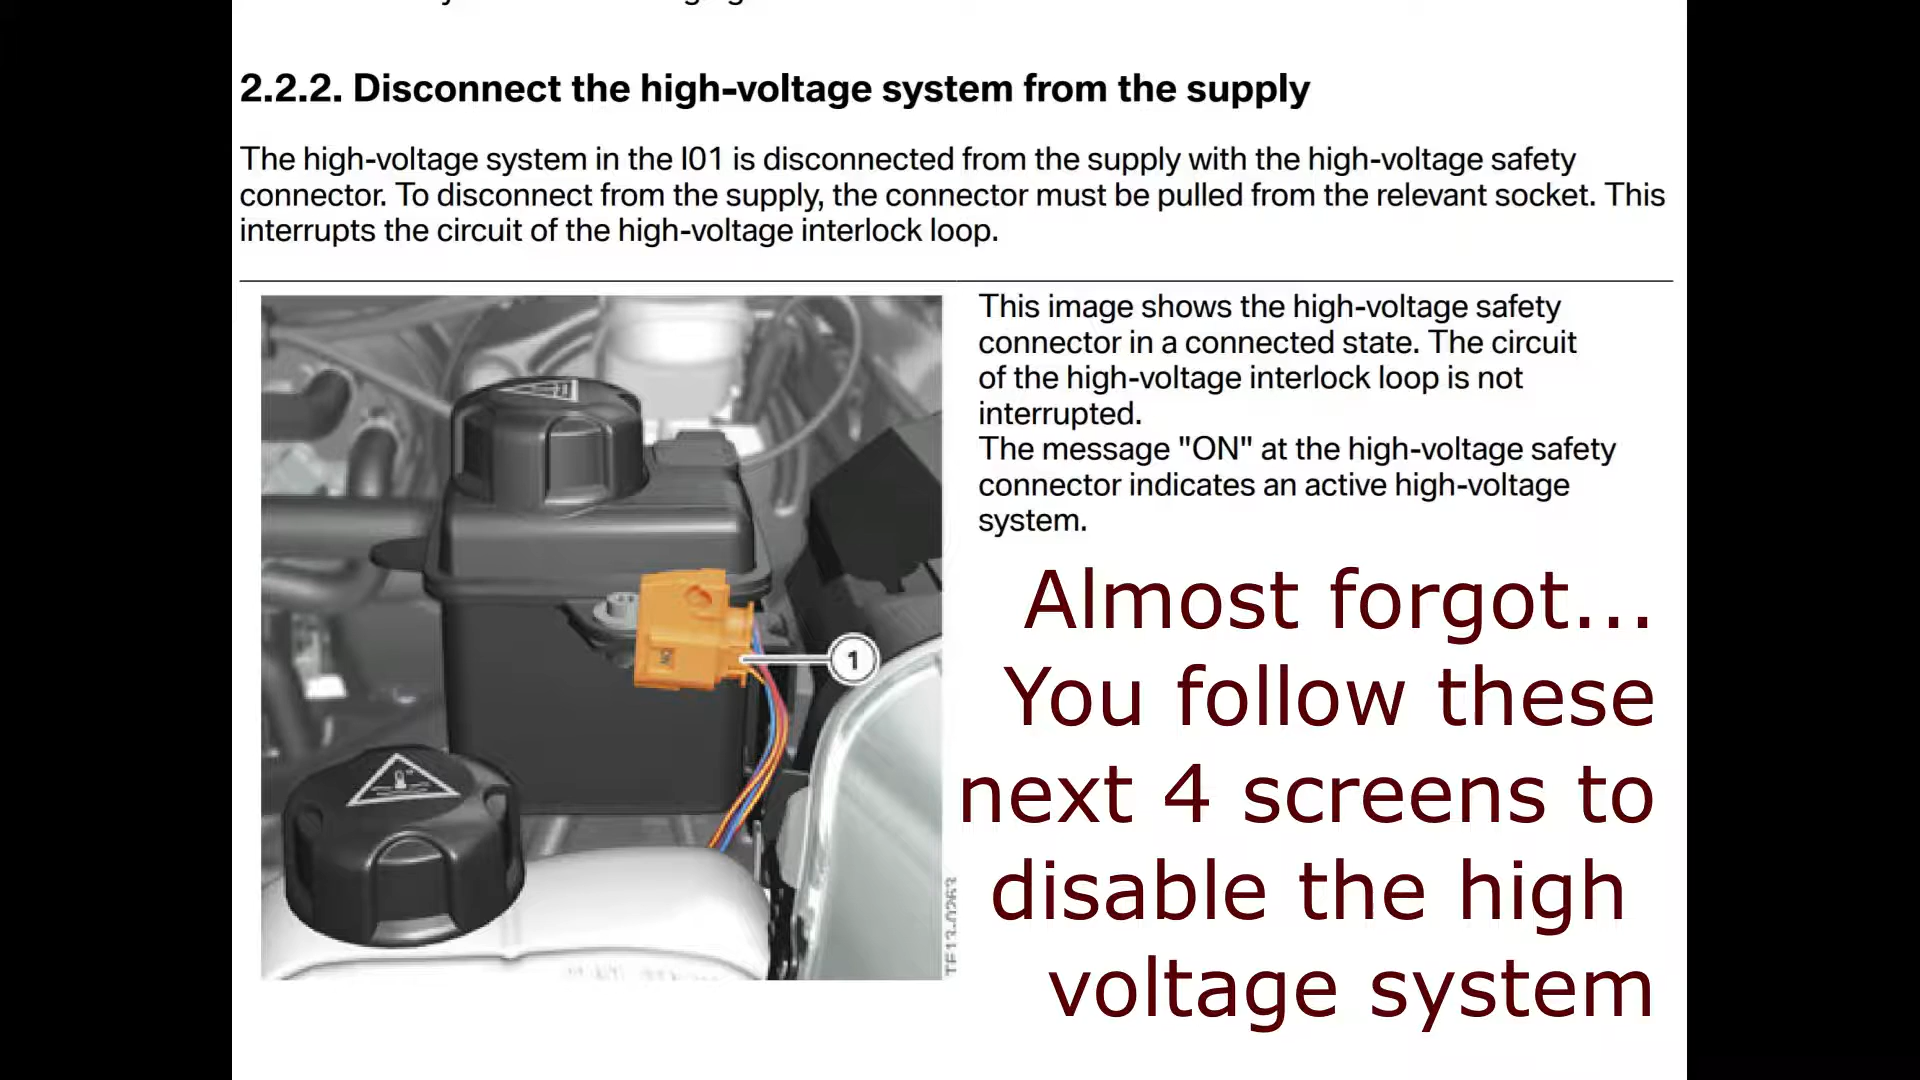 2.2.2. Disconnect the high-voltage system from the supply
The high-voltage system in the I01 is disconnected from the supply with the high-voltage safety
connector. To disconnect from the supply, the connector must be pulled from the relevant socket. This
interrupts the circuit of the high-voltage interlock loop.
This image shows the high-voltage safety
connector in a connected state. The circuit
of the high-voltage interlock loop is not
interrupted.
The message "ON" at the high-voltage safety
connector indicates an active high-voltage
system.
1
Almost forgot...
You follow these
next 4 screens to
disable the high
voltage system